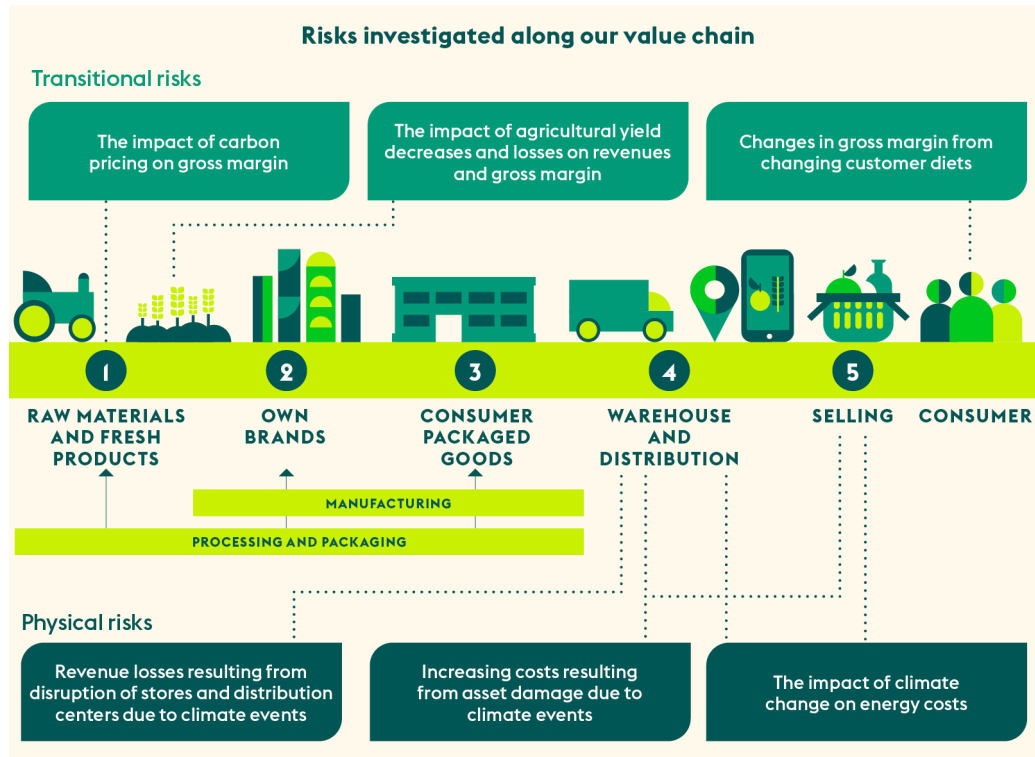 Risks investigated along our value chain
Transitional risks
The impact of carbon
pricing on gross margin
The impact of agricultural yield
decreases and losses on revenues
and gross margin
Changes in gross margin from
changing customer diets
1
2
3
4
5
RAW MATERIALS
AND FRESH
PRODUCTS
OWN
BRANDS
CONSUMER
PACKAGED
GOODS
WAREHOUSE
AND
DISTRIBUTION
SELLING
CONSUMER
MANUFACTURING
PROCESSING AND PACKAGING
Physical risks
Revenue losses resulting from
disruption of stores and distribution
centers due to climate events
Increasing costs resulting
from asset damage due to
climate events
The impact of climate
change on energy costs